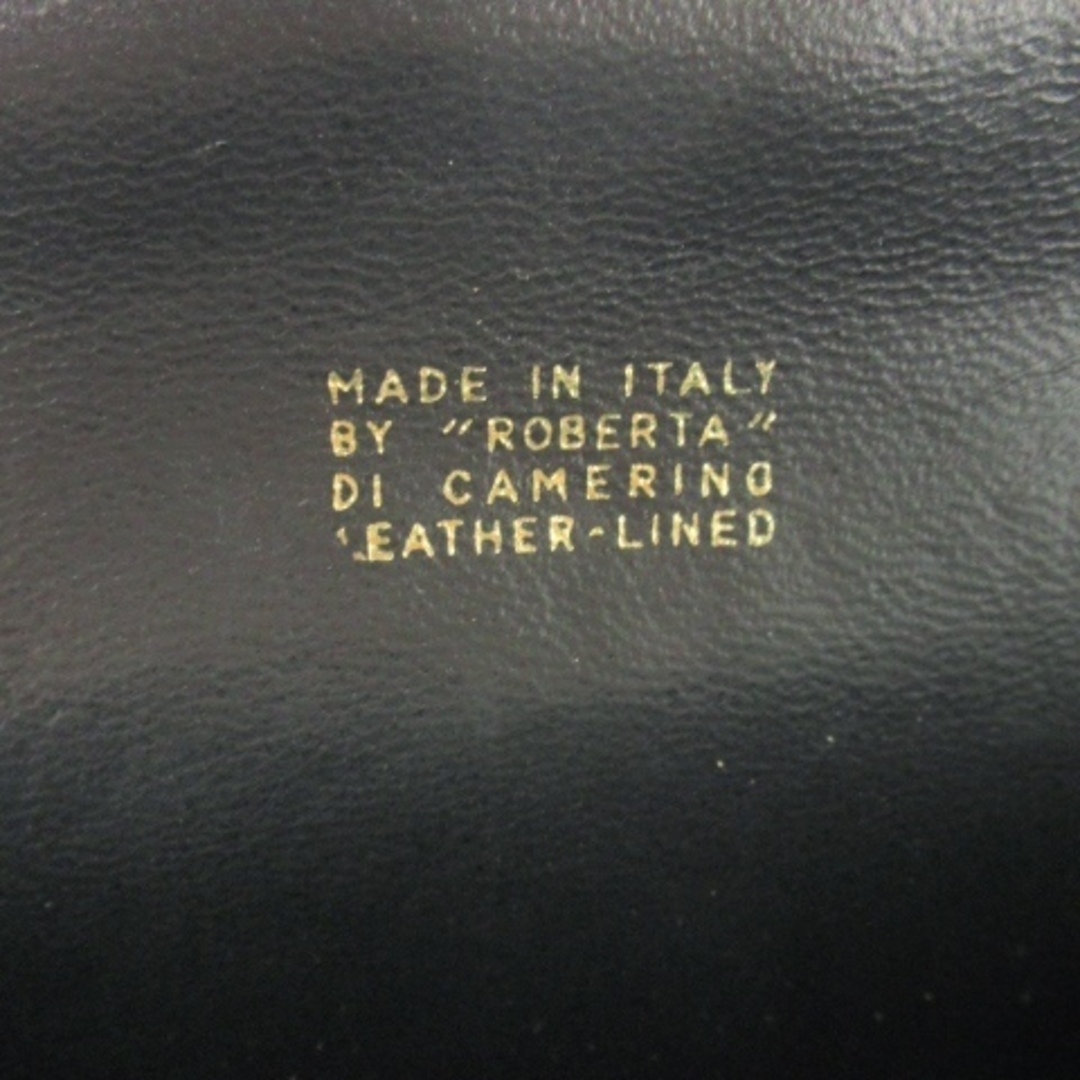 MADE IN ITALY
BY "ROBERTA"
DI CAMERINO
LEATHER-LINED